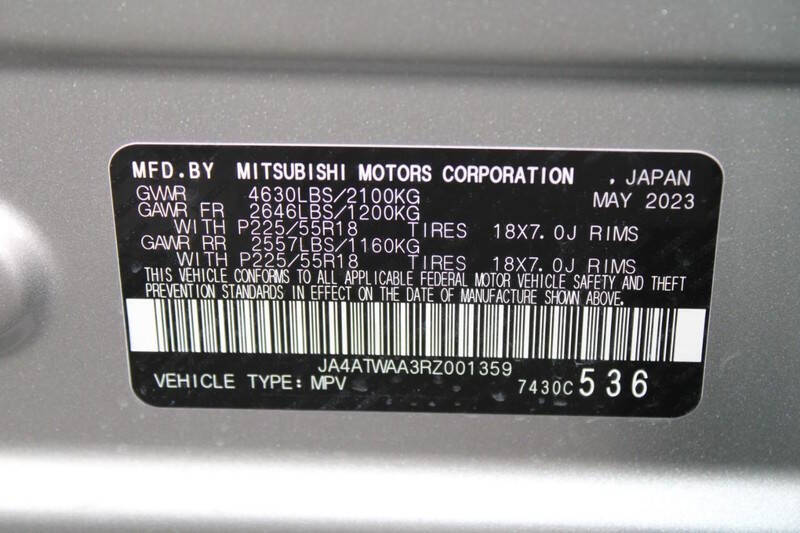 MFD.BY MITSUBISHI MOTORS CORPORATION , JAPAN
GVWR 4630LBS/2100KG MAY 2023
GAWR FR 2646LBS/1200KG
WITH P225/55R18 TIRES 18X7.0J RIMS
GAWR RR 2557LBS/1160KG
WITH P225/55R18 TIRES 18X7.0J RIMS
THIS VEHICLE CONFORMS TO ALL APPLICABLE FEDERAL MOTOR VEHICLE SAFETY AND THEFT
PREVENTION STANDARDS IN EFFECT ON THE DATE OF MANUFACTURE SHOWN ABOVE.
JA4ATWAA3RZ001359
VEHICLE TYPE: MPV 7430C 536